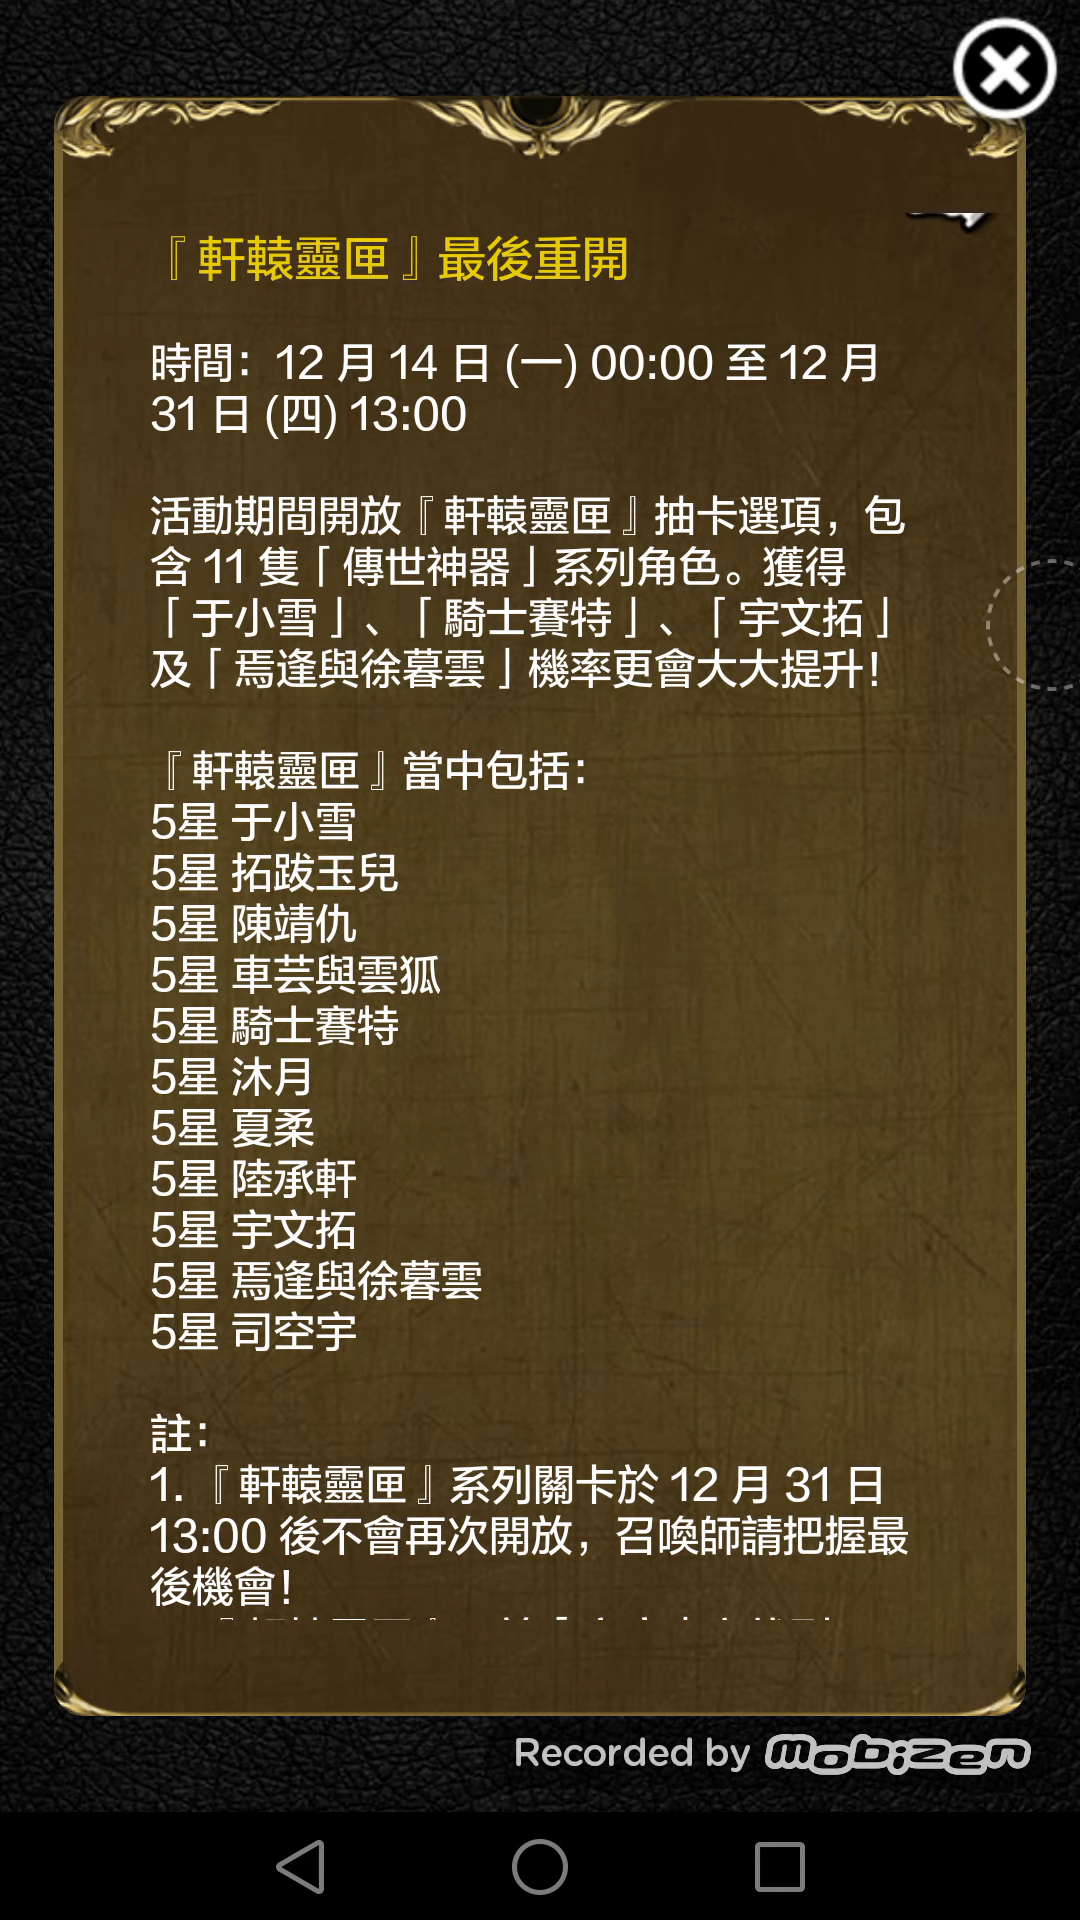 『軒轅靈匣』最後重開
時間：12 月 14 日 (一) 00:00 至 12 月
31 日 (四) 13:00
活動期間開放『軒轅靈匣』抽卡選項，包
含 11 隻「傳世神器」系列角色。獲得
「于小雪」、「騎士賽特」、「宇文拓」
及「焉逢與徐暮雲」機率更會大大提升！
『軒轅靈匣』當中包括：
5星 于小雪
5星 拓跋玉兒
5星 陳靖仇
5星 車芸與雲狐
5星 騎士賽特
5星 沐月
5星 夏柔
5星 陸承軒
5星 宇文拓
5星 焉逢與徐暮雲
5星 司空宇
註：
1. 『軒轅靈匣』系列關卡於 12 月 31 日
13:00 後不會再次開放，召喚師請把握最
後機會！
Recorded by mobizen